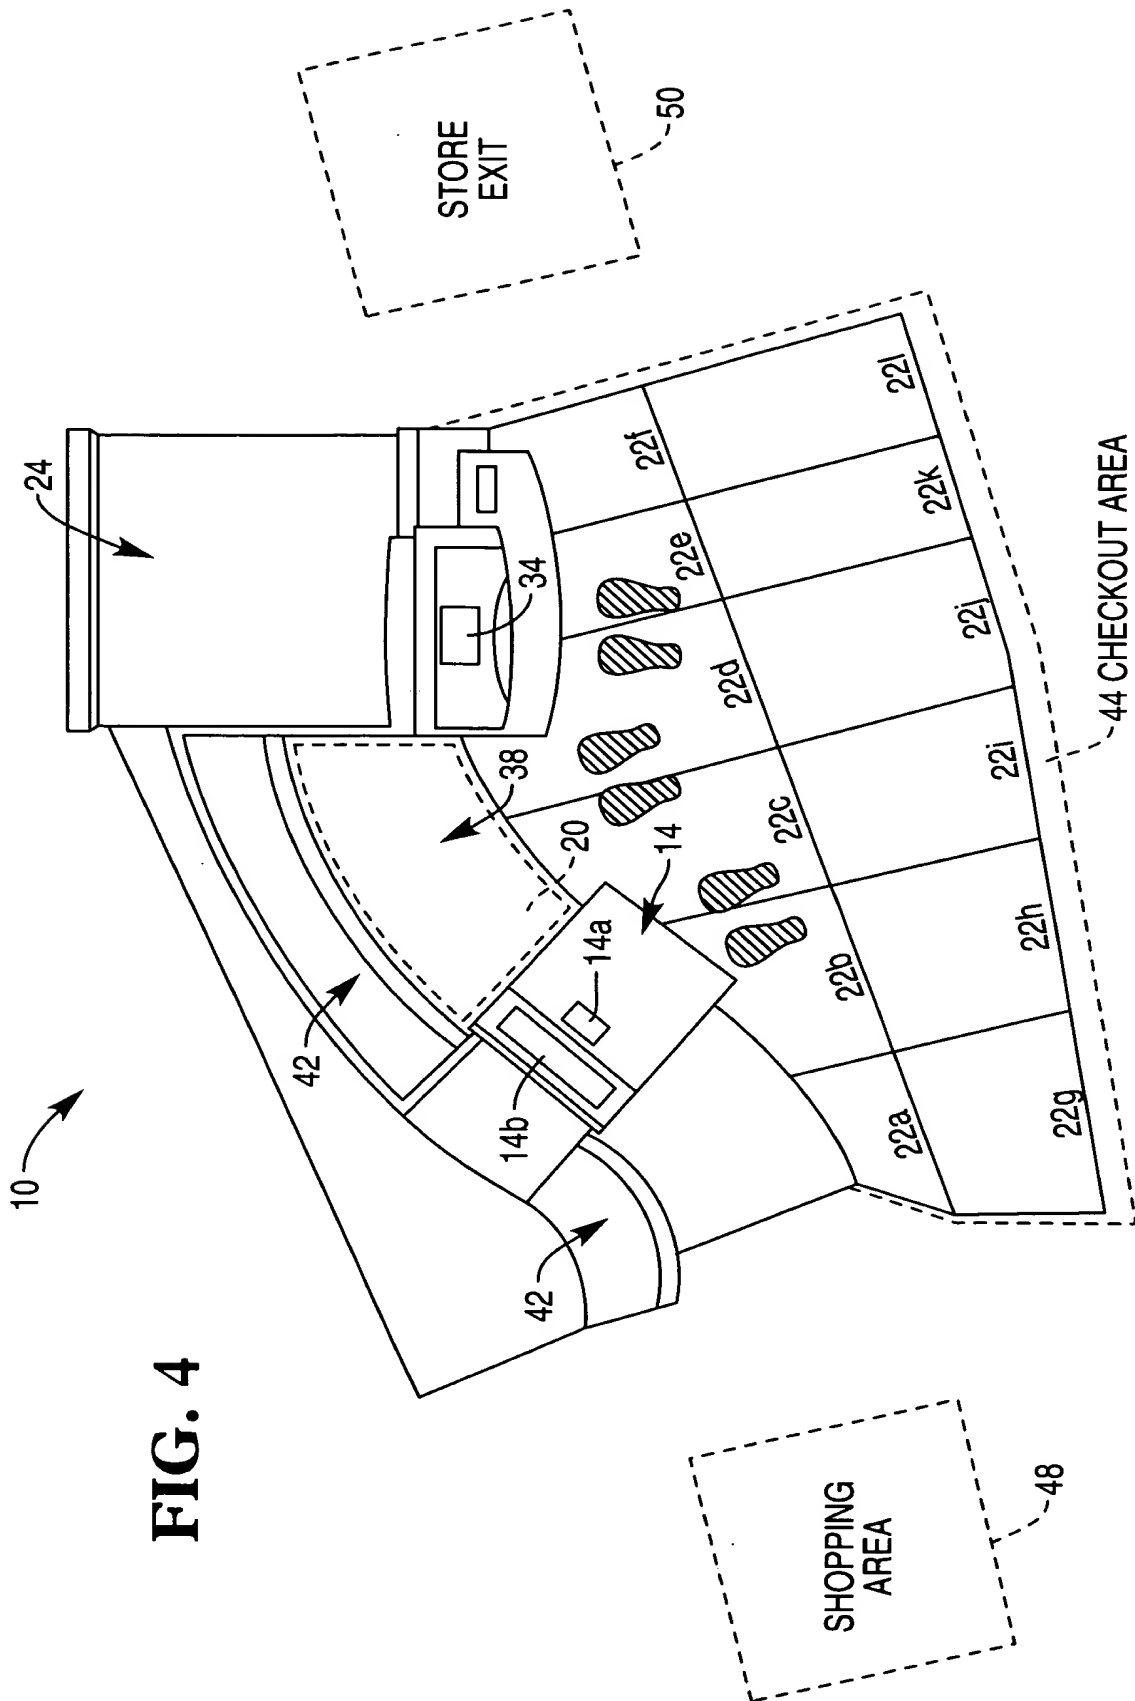 FIG. 4
10
24
STORE
EXIT
50
42
34
38
20
14
14a
14b
42
22a
22b
22c
22d
22e
22f
22g
22h
22i
22j
22k
22l
44 CHECKOUT AREA
SHOPPING
AREA
48